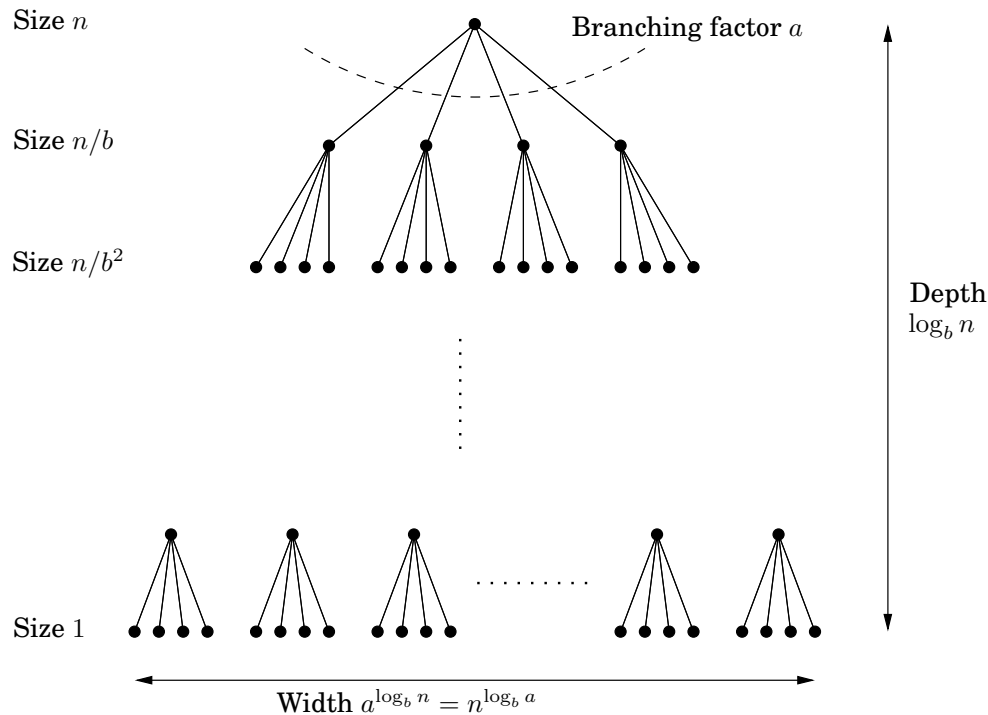 Size n
Branching factor a
Size n/b
Size n/b²
Depth
log_b n
Size 1
Width a^{log_b n} = n^{log_b a}